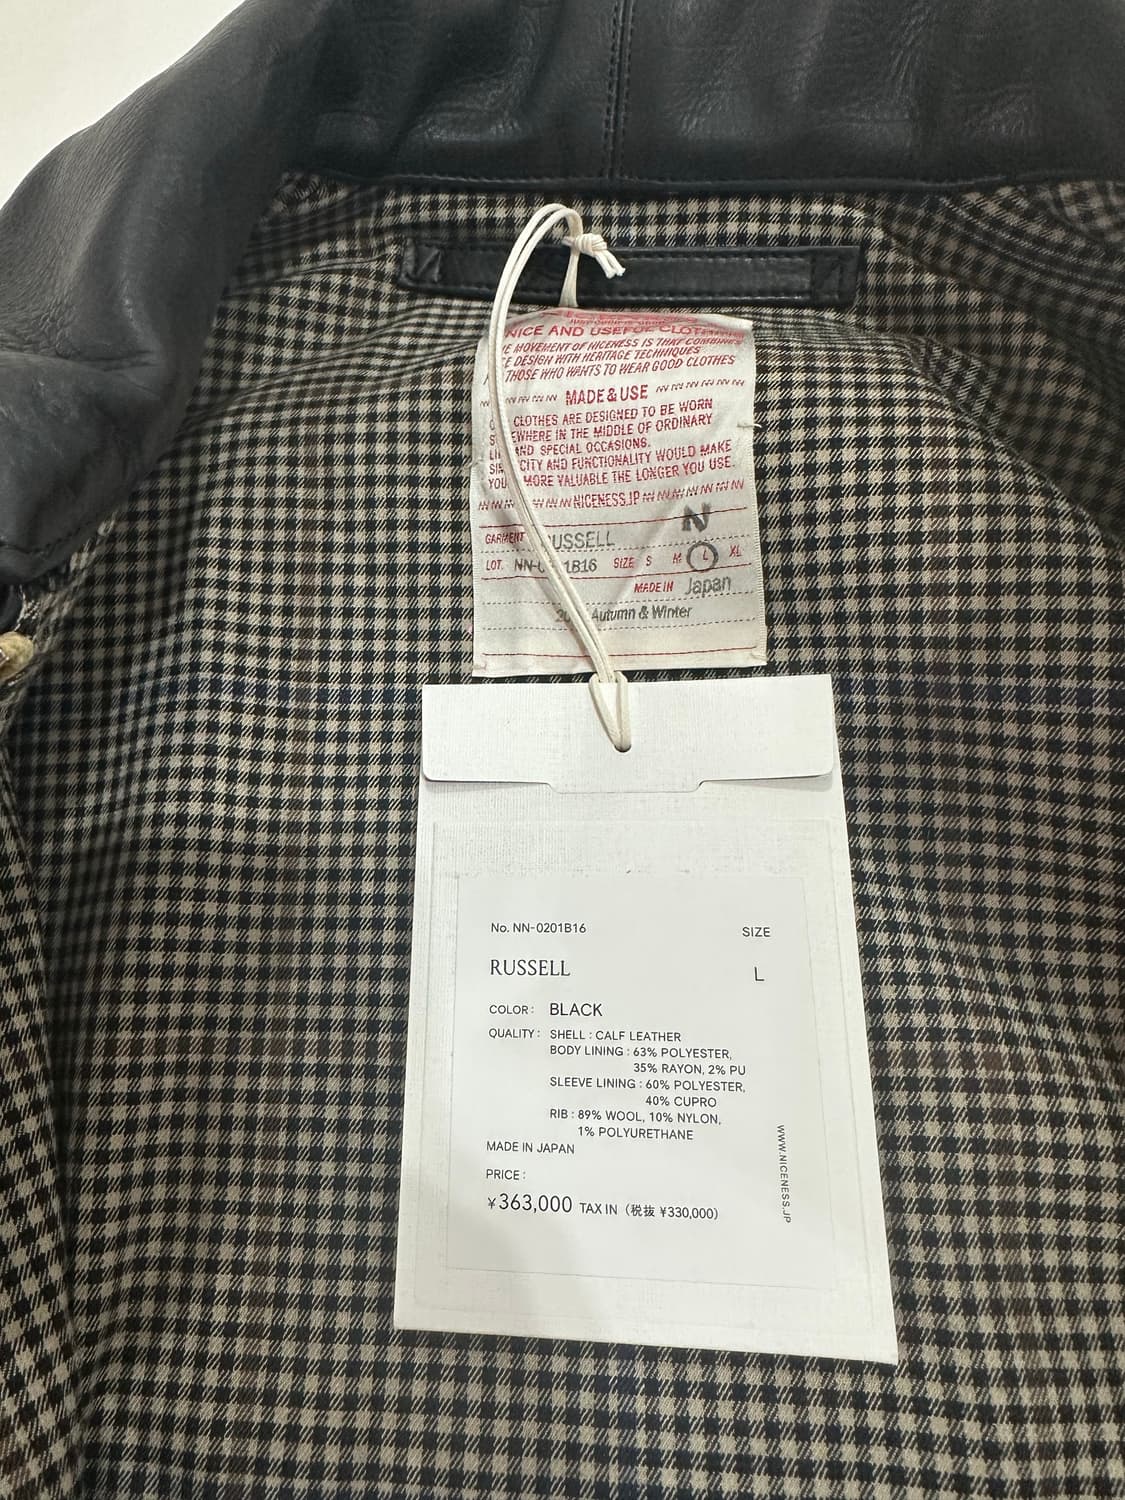 NICE AND USEFUL
MOVEMENT OF NICENESS IS THAT COMBINES
DESIGN WITH HERITAGE TECHNIQUES
THOSE WHO WANTS TO WEAR GOOD CLOTHES
MADE & USE
CLOTHES ARE DESIGNED TO BE WORN
IN THE MIDDLE OF ORDINARY
AND SPECIAL OCCASIONS.
AND FUNCTIONALITY WOULD MAKE
MORE VALUABLE THE LONGER YOU USE.
NICENESS.JP
N
GARMENT RUSSELL
LOT. SIZE S M L XL
MADE IN Japan
Autumn & Winter
No. NN-0201B16 SIZE
RUSSELL L
COLOR: BLACK
QUALITY: SHELL : CALF LEATHER
BODY LINING : 63% POLYESTER,
35% RAYON, 2% PU
SLEEVE LINING : 60% POLYESTER,
40% CUPRO
RIB : 89% WOOL, 10% NYLON,
1% POLYURETHANE
MADE IN JAPAN
PRICE:
¥363,000 TAX IN (税抜 ¥330,000)
WWW.NICENESS.JP